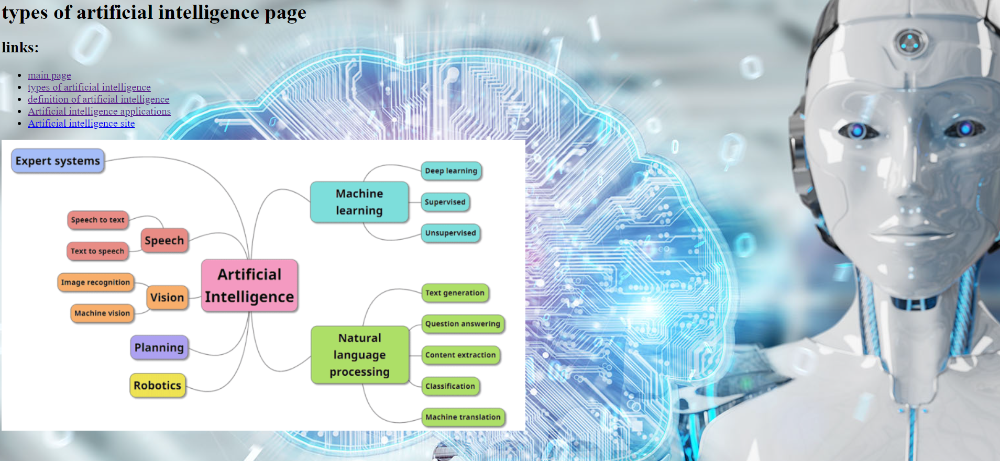 types of artificial intelligence page
links:
main page
types of artificial intelligence
definition of artificial intelligence
Artificial intelligence applications
Artificial intelligence site
Expert systems
Speech to text
Speech
Text to speech
Image recognition
Vision
Machine vision
Planning
Robotics
Artificial
Intelligence
Machine
learning
Deep learning
Supervised
Unsupervised
Natural
language
processing
Text generation
Question answering
Content extraction
Classification
Machine translation